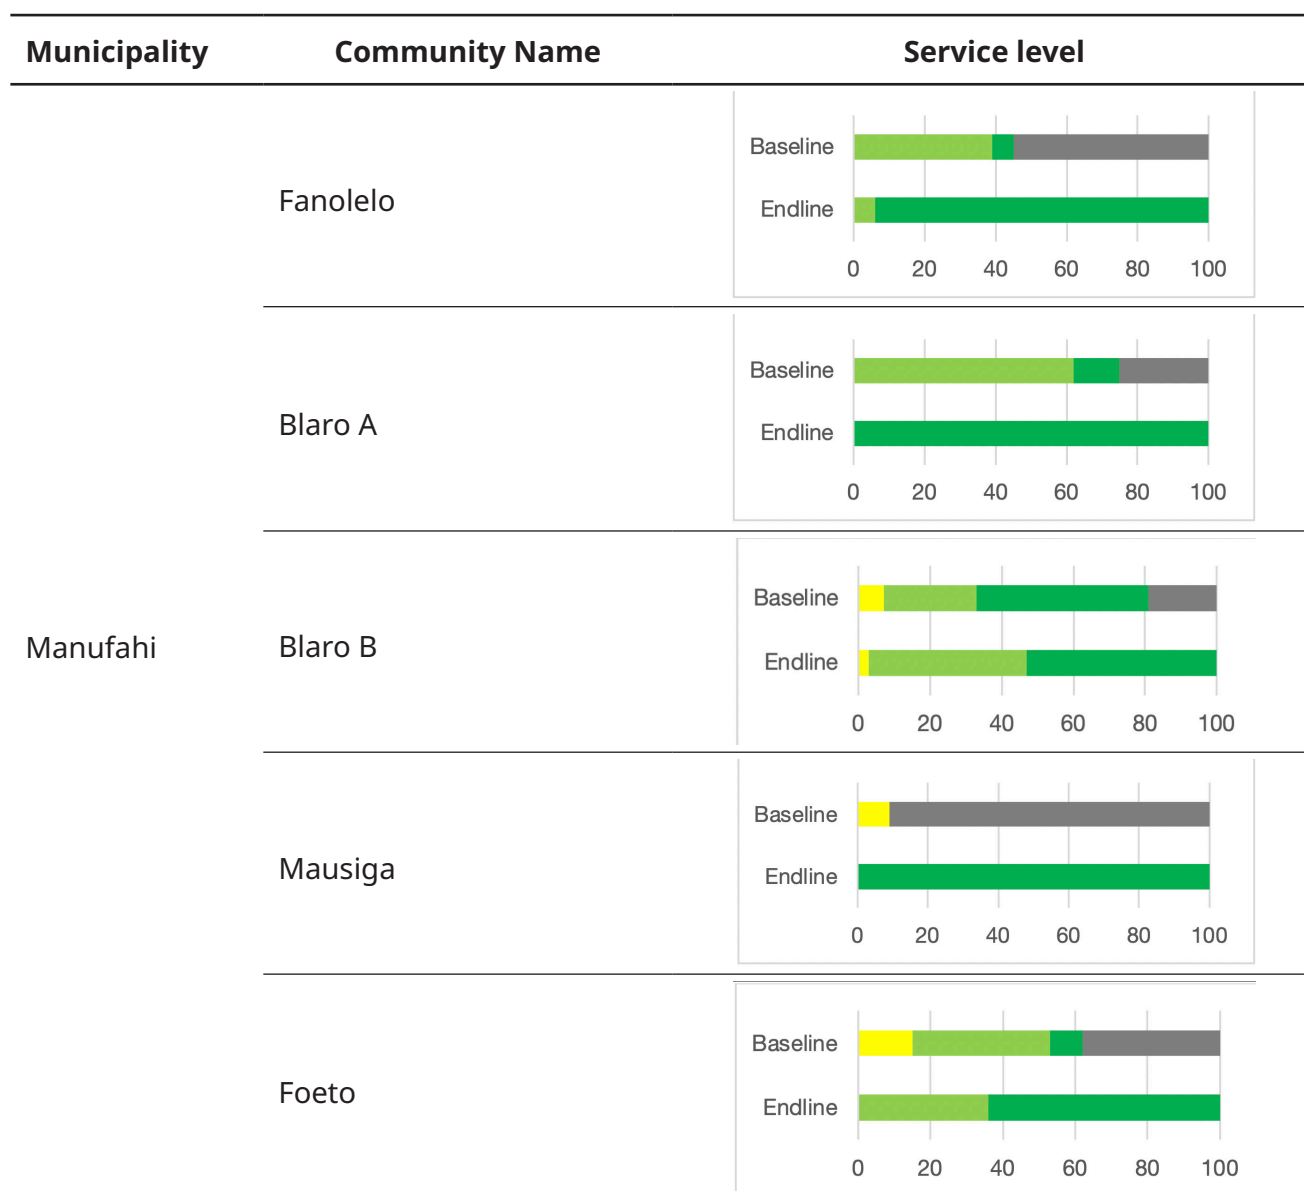 Municipality Community Name Service level
Baseline
Fanolelo
Endline
0 20 40 60 80 100
Baseline
Blaro A
Endline
0 20 40 60 80 100
Baseline
Manufahi Blaro B
Endline
0 20 40 60 80 100
Baseline
Mausiga
Endline
0 20 40 60 80 100
Baseline
Foeto
Endline
0 20 40 60 80 100